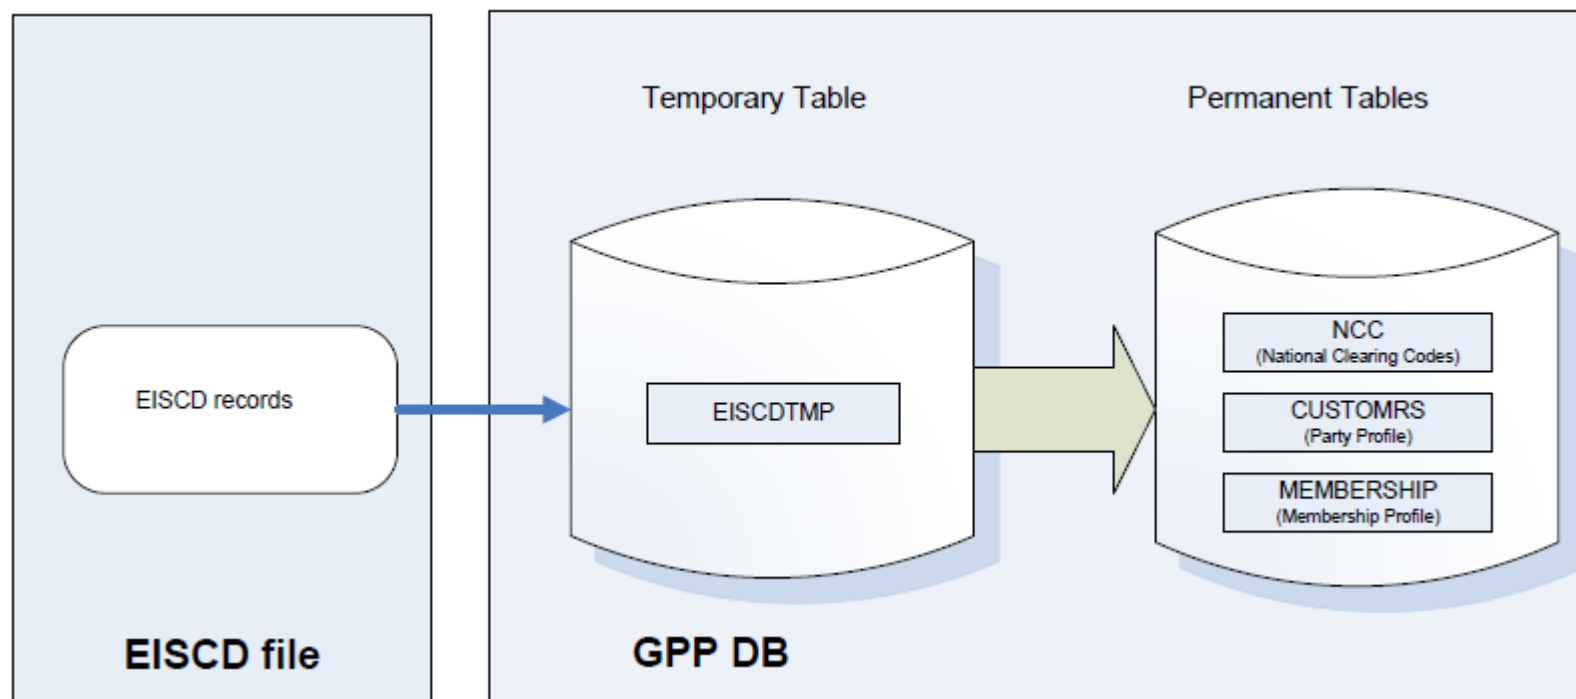 Temporary Table
Permanent Tables
EISCD records
EISCDTMP
NCC
(National Clearing Codes)
CUSTOMRS
(Party Profile)
MEMBERSHIP
(Membership Profile)
EISCD file
GPP DB